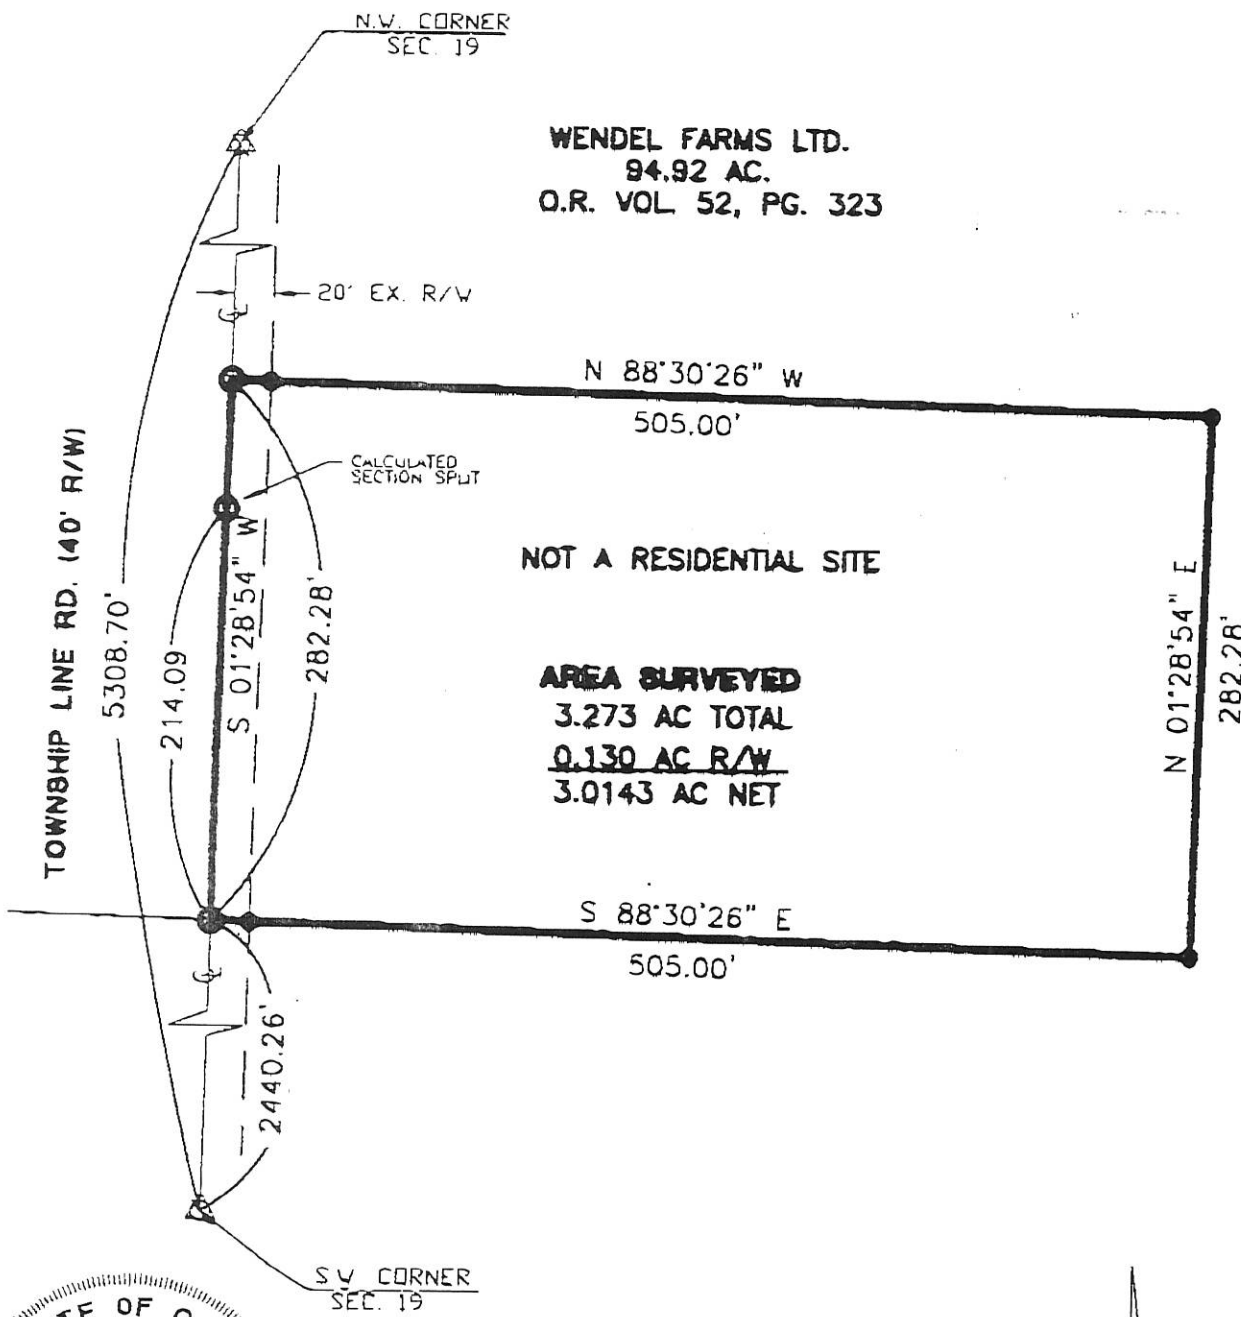 N.W. CORNER
SEC. 19
WENDEL FARMS LTD.
94.92 AC.
O.R. VOL 52, PG. 323
20' EX. R/W
N 88°30'26" W
505.00'
CALCULATED
SECTION SPLIT
TOWNSHIP LINE RD. (40' R/W)
5308.70'
214.09
S 01°28'54" W
282.28'
NOT A RESIDENTIAL SITE
AREA SURVEYED
3.273 AC TOTAL
0.130 AC R/W
3.0143 AC NET
N 01°28'54" E
282.28'
S 88°30'26" E
505.00'
2440.26'
S W CORNER
SEC. 19
OF